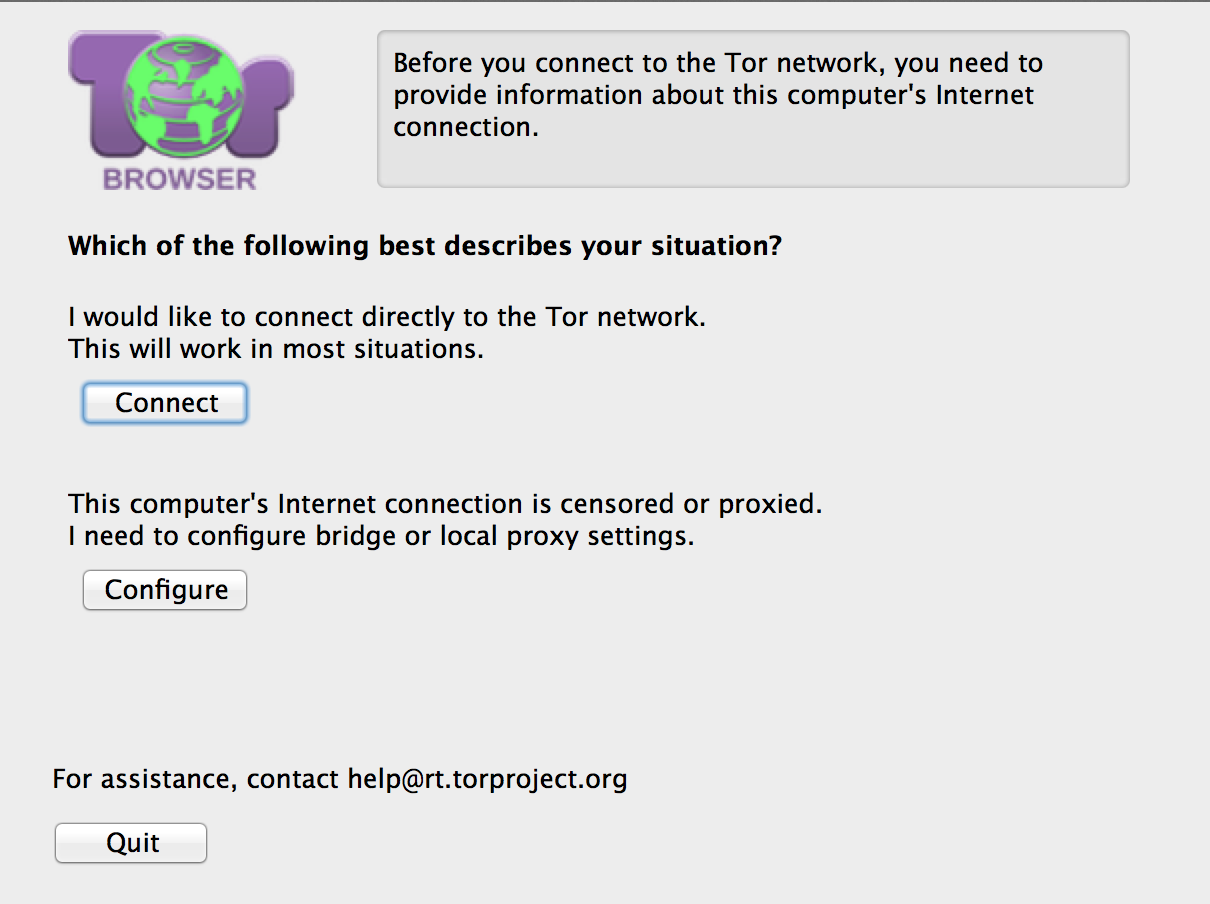 Tor
BROWSER
Before you connect to the Tor network, you need to
provide information about this computer's Internet
connection.
Which of the following best describes your situation?
I would like to connect directly to the Tor network.
This will work in most situations.
Connect
This computer's Internet connection is censored or proxied.
I need to configure bridge or local proxy settings.
Configure
For assistance, contact help@rt.torproject.org
Quit